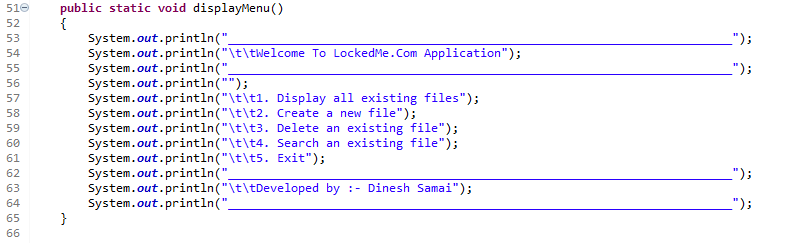 51 public static void displayMenu()
52 {
53 System.out.println("________________________________________________________________________");
54 System.out.println("\t\tWelcome To LockedMe.Com Application");
55 System.out.println("________________________________________________________________________");
56 System.out.println("");
57 System.out.println("\t\t1. Display all existing files");
58 System.out.println("\t\t2. Create a new file");
59 System.out.println("\t\t3. Delete an existing file");
60 System.out.println("\t\t4. Search an existing file");
61 System.out.println("\t\t5. Exit");
62 System.out.println("________________________________________________________________________");
63 System.out.println("\t\tDeveloped by :- Dinesh Samai");
64 System.out.println("________________________________________________________________________");
65 }
66